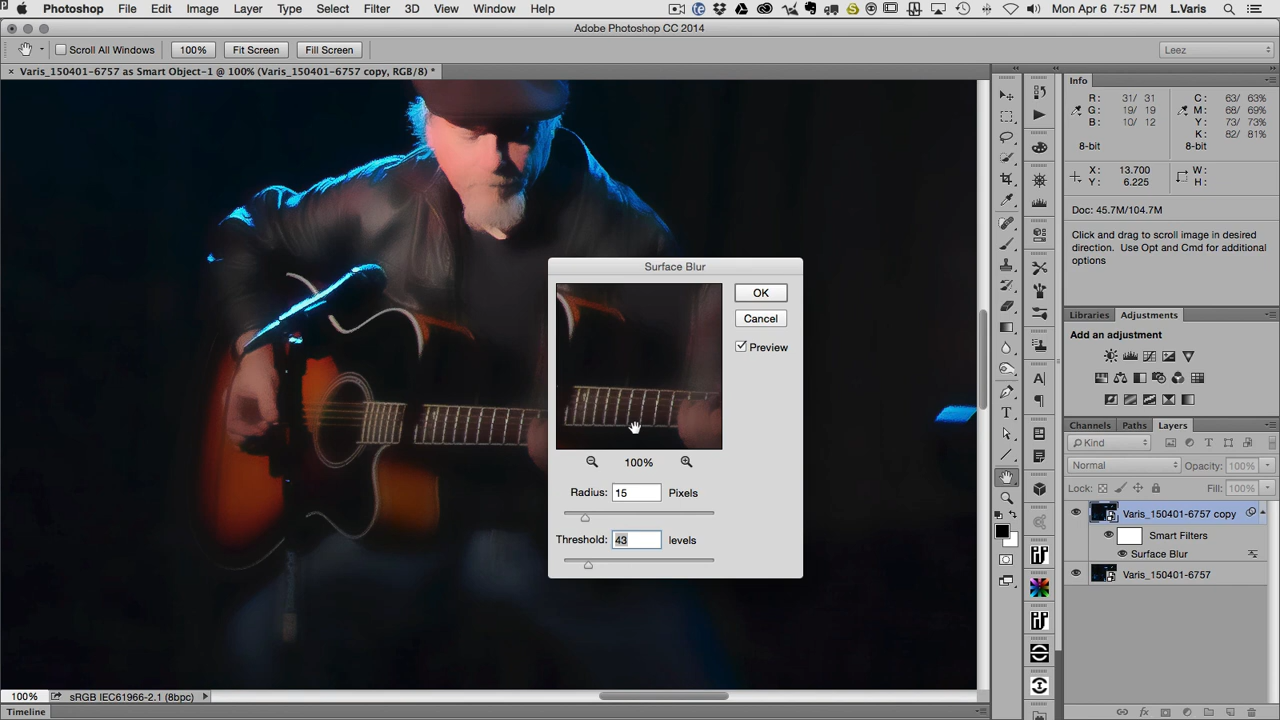 Photoshop File Edit Image Layer Type Select Filter 3D View Window Help Mon Apr 6 7:57 PM L.Varis
Adobe Photoshop CC 2014
Scroll All Windows 100% Fit Screen Fill Screen Leez
× Varis_150401-6757 as Smart Object-1 @ 100% (Varis_150401-6757 copy, RGB/8) *
Info
R: 31/ 31 C: 63/ 63%
G: 19/ 19 M: 68/ 69%
B: 10/ 12 Y: 73/ 73%
K: 82/ 81%
8-bit 8-bit
X: 13.700 W:
Y: 6.225 H:
Doc: 45.7M/104.7M
Click and drag to scroll image in desired
direction. Use Opt and Cmd for additional
options
Surface Blur
OK
Cancel
Preview
100%
Radius: 15 Pixels
Threshold: 43 levels
Libraries Adjustments
Add an adjustment
Channels Paths Layers
Kind
Normal Opacity: 100%
Lock: Fill: 100%
Varis_150401-6757 copy
Smart Filters
Surface Blur
Varis_150401-6757
100% sRGB IEC61966-2.1 (8bpc)
Timeline